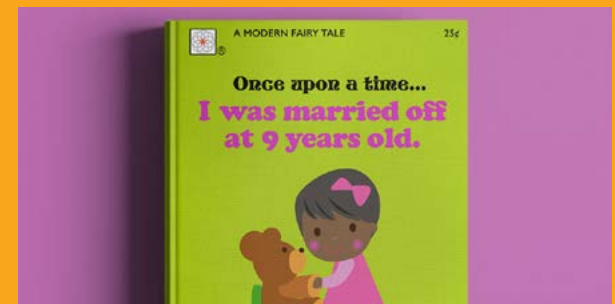 A MODERN FAIRY TALE 25¢
Once upon a time...
I was married off
at 9 years old.
®